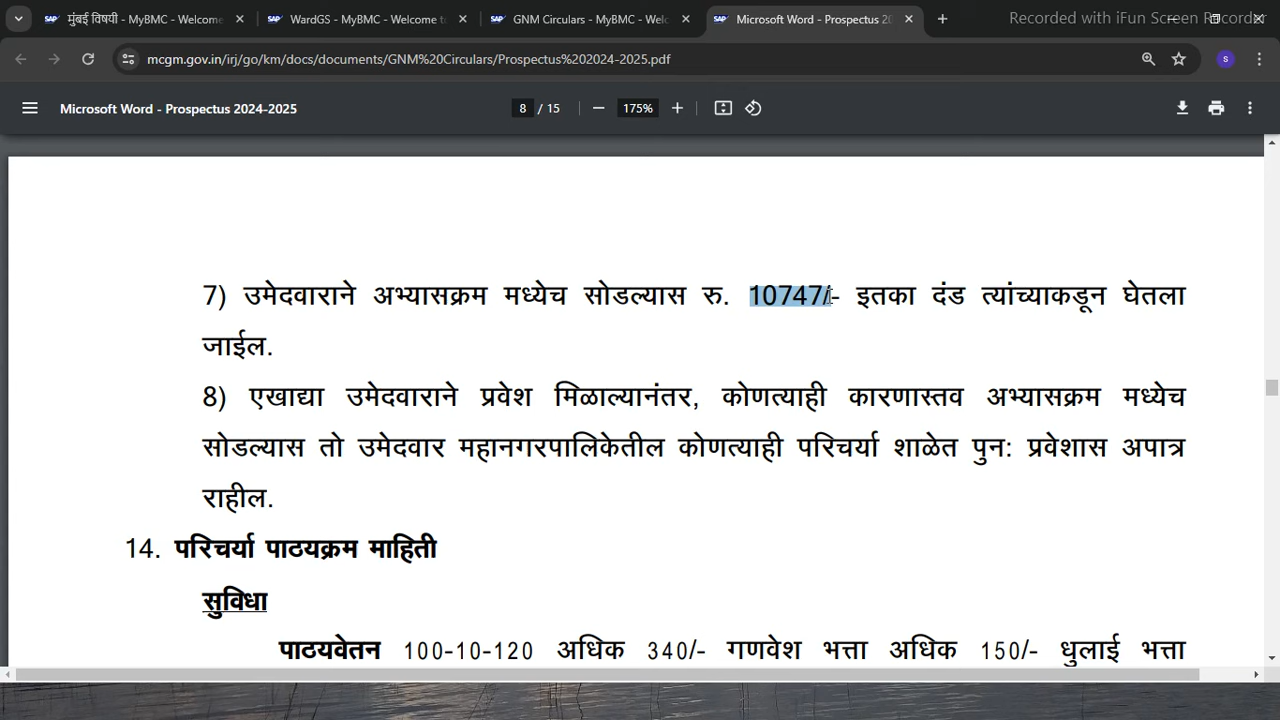 मुंबई विषयी - MyBMC - Welcome
WardGS - MyBMC - Welcome to
GNM Circulars - MyBMC - Welc
Microsoft Word - Prospectus 20
Recorded with iFun Screen Recorder
mcgm.gov.in/irj/go/km/docs/documents/GNM%20Circulars/Prospectus%202024-2025.pdf
S
Microsoft Word - Prospectus 2024-2025
8 / 15
175%
7) उमेदवाराने अभ्यासक्रम मध्येच सोडल्यास रु. 10747/- इतका दंड त्यांच्याकडून घेतला
जाईल.
8) एखाद्या उमेदवाराने प्रवेश मिळाल्यानंतर, कोणत्याही कारणास्तव अभ्यासक्रम मध्येच
सोडल्यास तो उमेदवार महानगरपालिकेतील कोणत्याही परिचर्या शाळेत पुन: प्रवेशास अपात्र
राहील.
14. परिचर्या पाठयक्रम माहिती
सुविधा
पाठयवेतन 100-10-120 अधिक 340/- गणवेश भत्ता अधिक 150/- धुलाई भत्ता